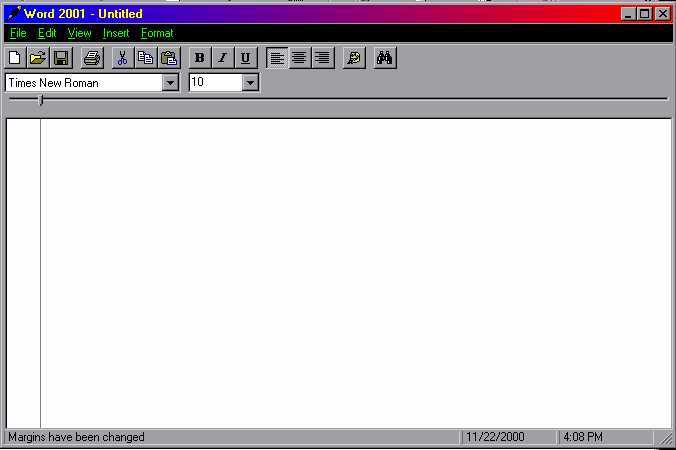 Word 2001 - Untitled
File Edit View Insert Format
B I U
Times New Roman 10
Margins have been changed 11/22/2000 4:08 PM